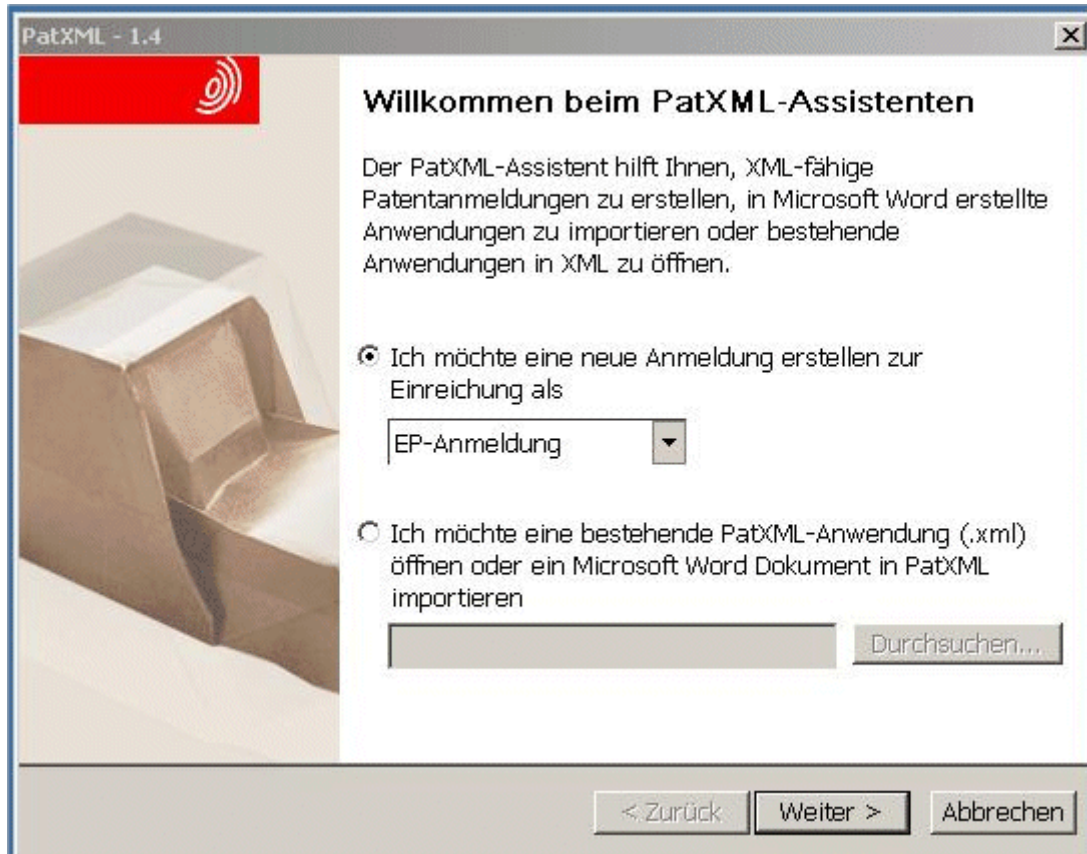 PatXML - 1.4
Willkommen beim PatXML-Assistenten
Der PatXML-Assistent hilft Ihnen, XML-fähige
Patentanmeldungen zu erstellen, in Microsoft Word erstellte
Anwendungen zu importieren oder bestehende
Anwendungen in XML zu öffnen.
Ich möchte eine neue Anmeldung erstellen zur
Einreichung als
EP-Anmeldung
Ich möchte eine bestehende PatXML-Anwendung (.xml)
öffnen oder ein Microsoft Word Dokument in PatXML
importieren
Durchsuchen...
< Zurück Weiter > Abbrechen